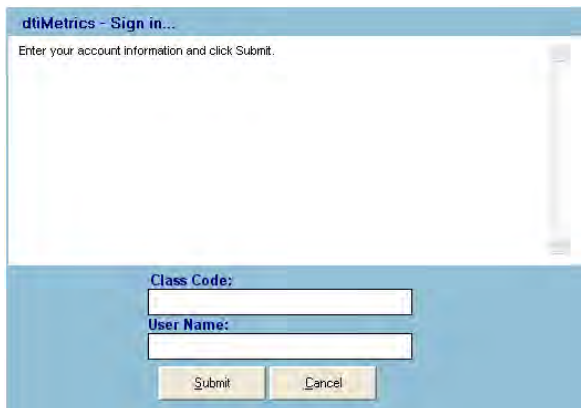 dtiMetrics - Sign in...
Enter your account information and click Submit.
Class Code:
User Name:
Submit Cancel